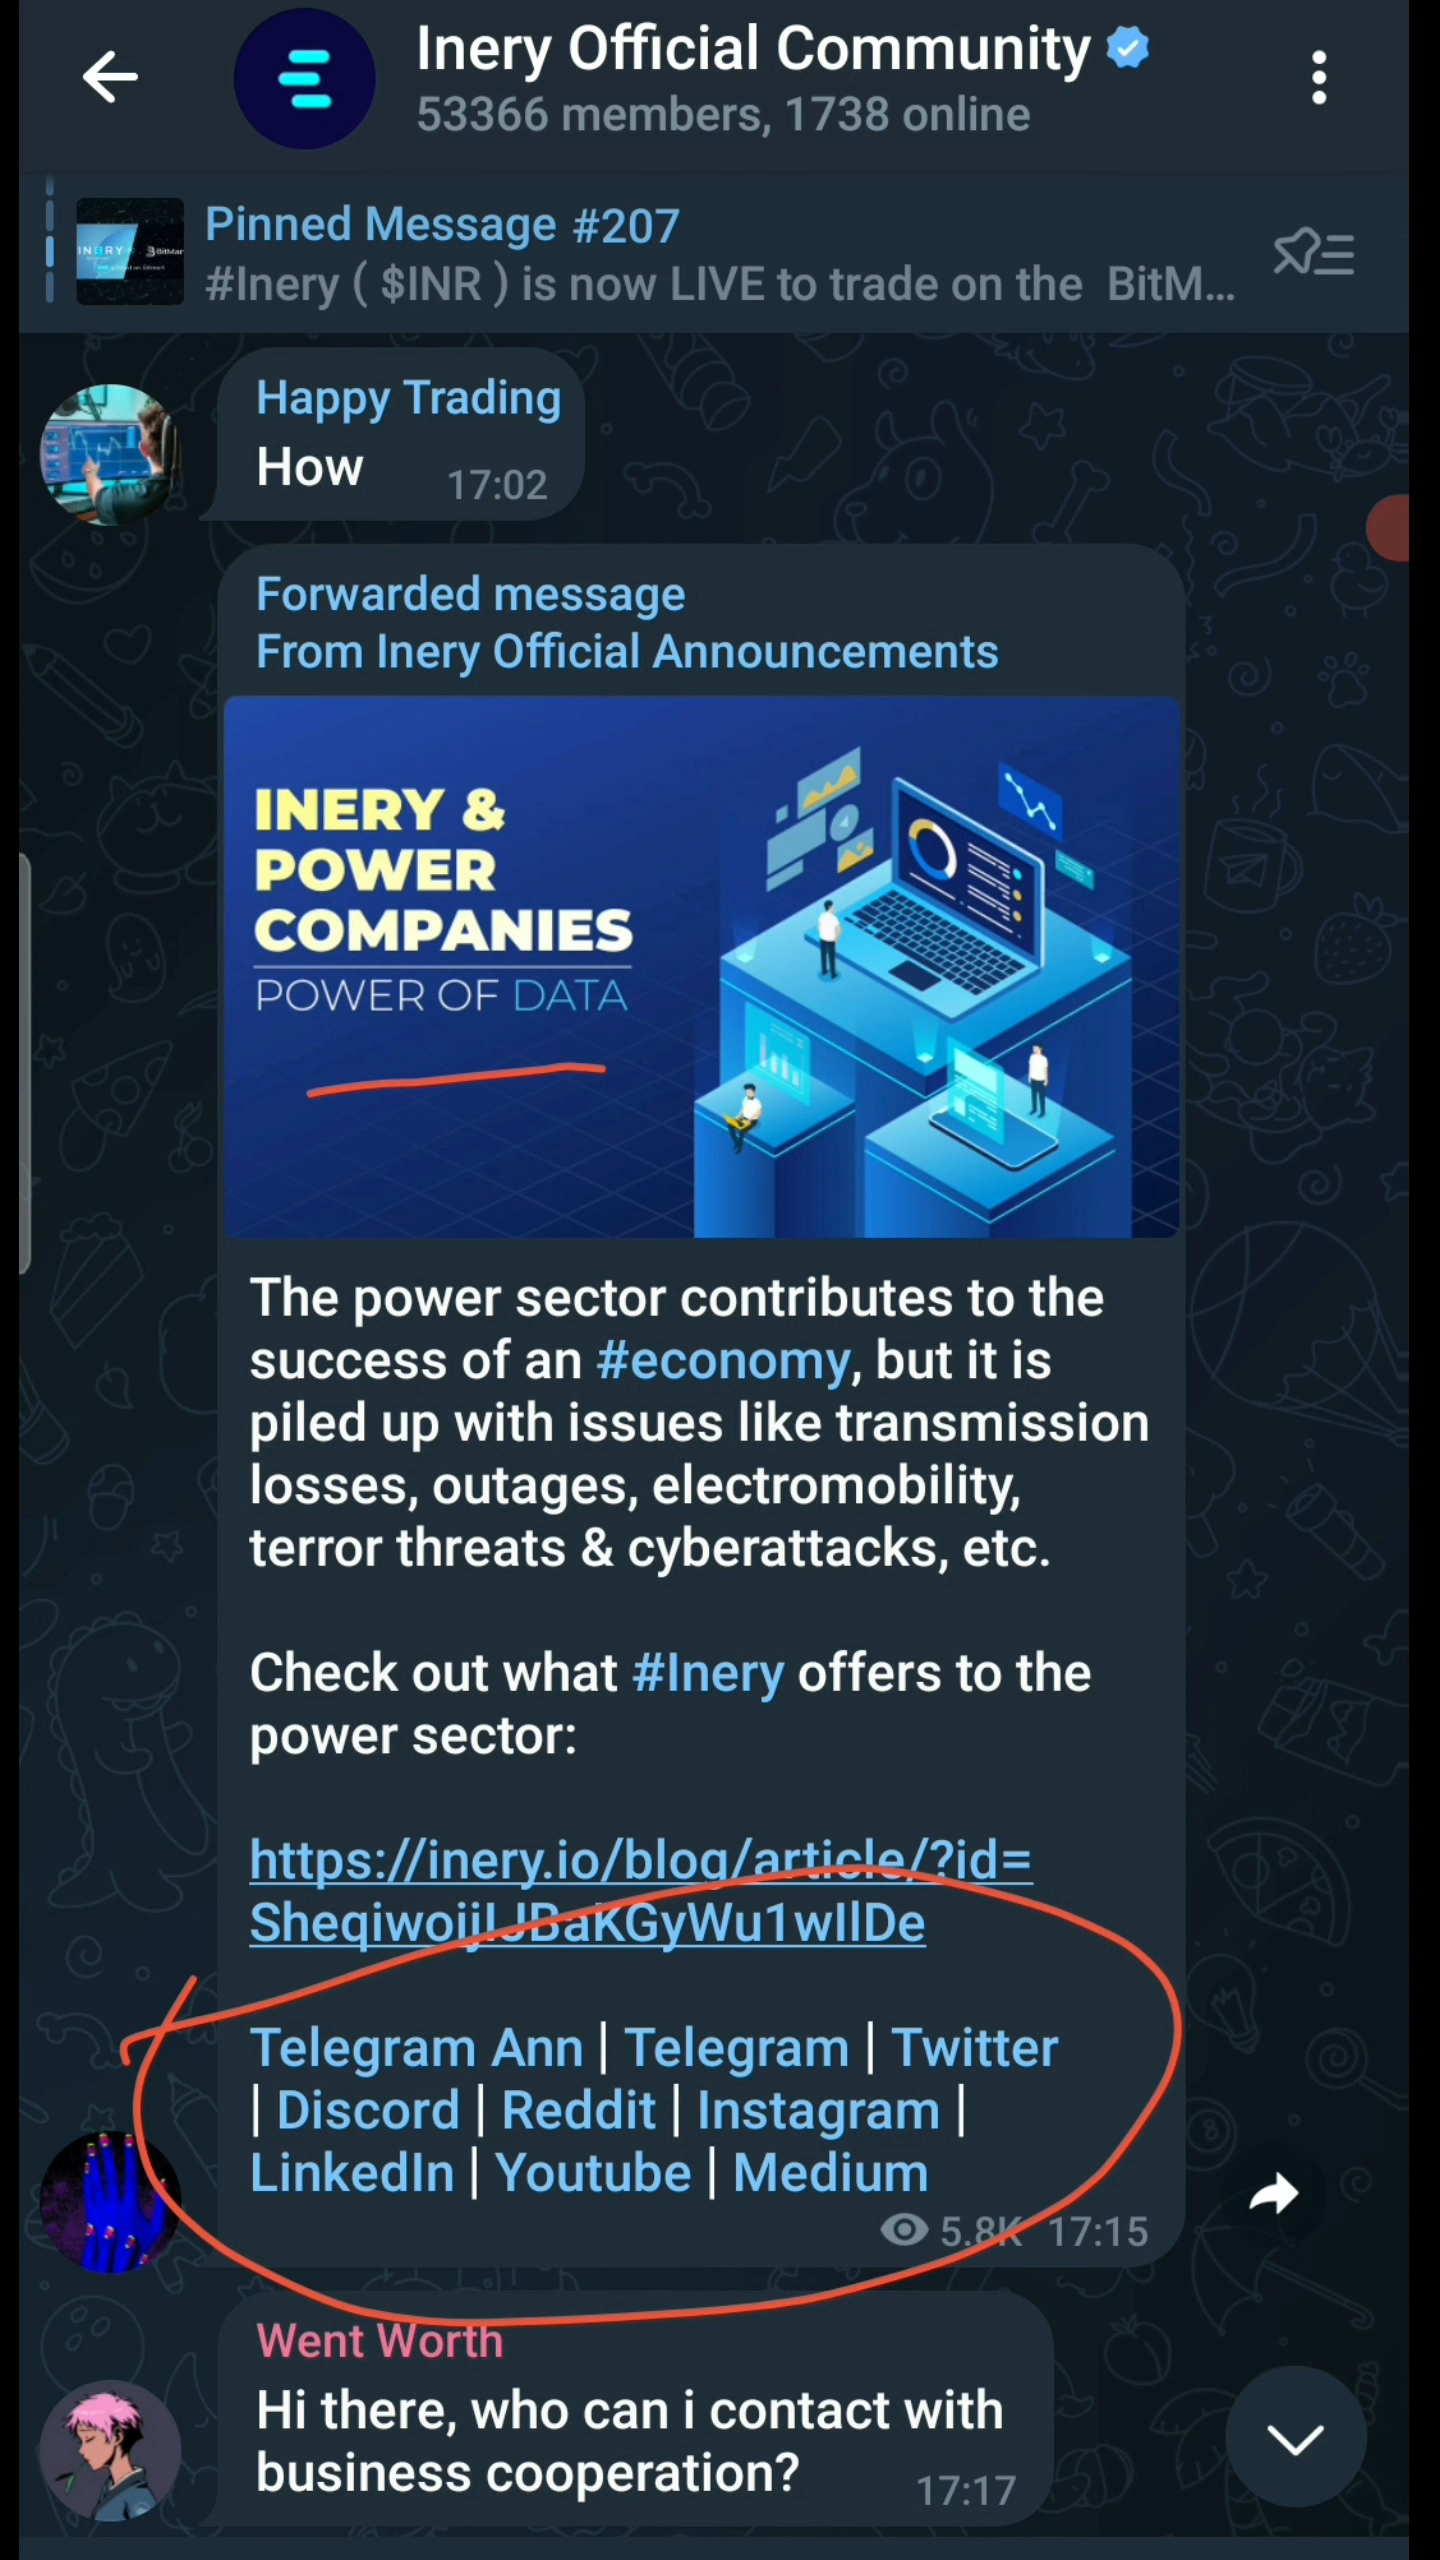 Inery Official Community
53366 members, 1738 online
Pinned Message #207
#Inery ( $INR ) is now LIVE to trade on the BitM...
INERY
BitMar
Happy Trading
How
17:02
Forwarded message
From Inery Official Announcements
INERY &
POWER
COMPANIES
POWER OF DATA
The power sector contributes to the
success of an #economy, but it is
piled up with issues like transmission
losses, outages, electromobility,
terror threats & cyberattacks, etc.
Check out what #Inery offers to the
power sector:
https://inery.io/blog/article/?id=
Telegram Ann | Telegram | Twitter
| Discord | Reddit | Instagram |
LinkedIn | Youtube | Medium
5.8K 17:15
Went Worth
Hi there, who can i contact with
business cooperation?
17:17